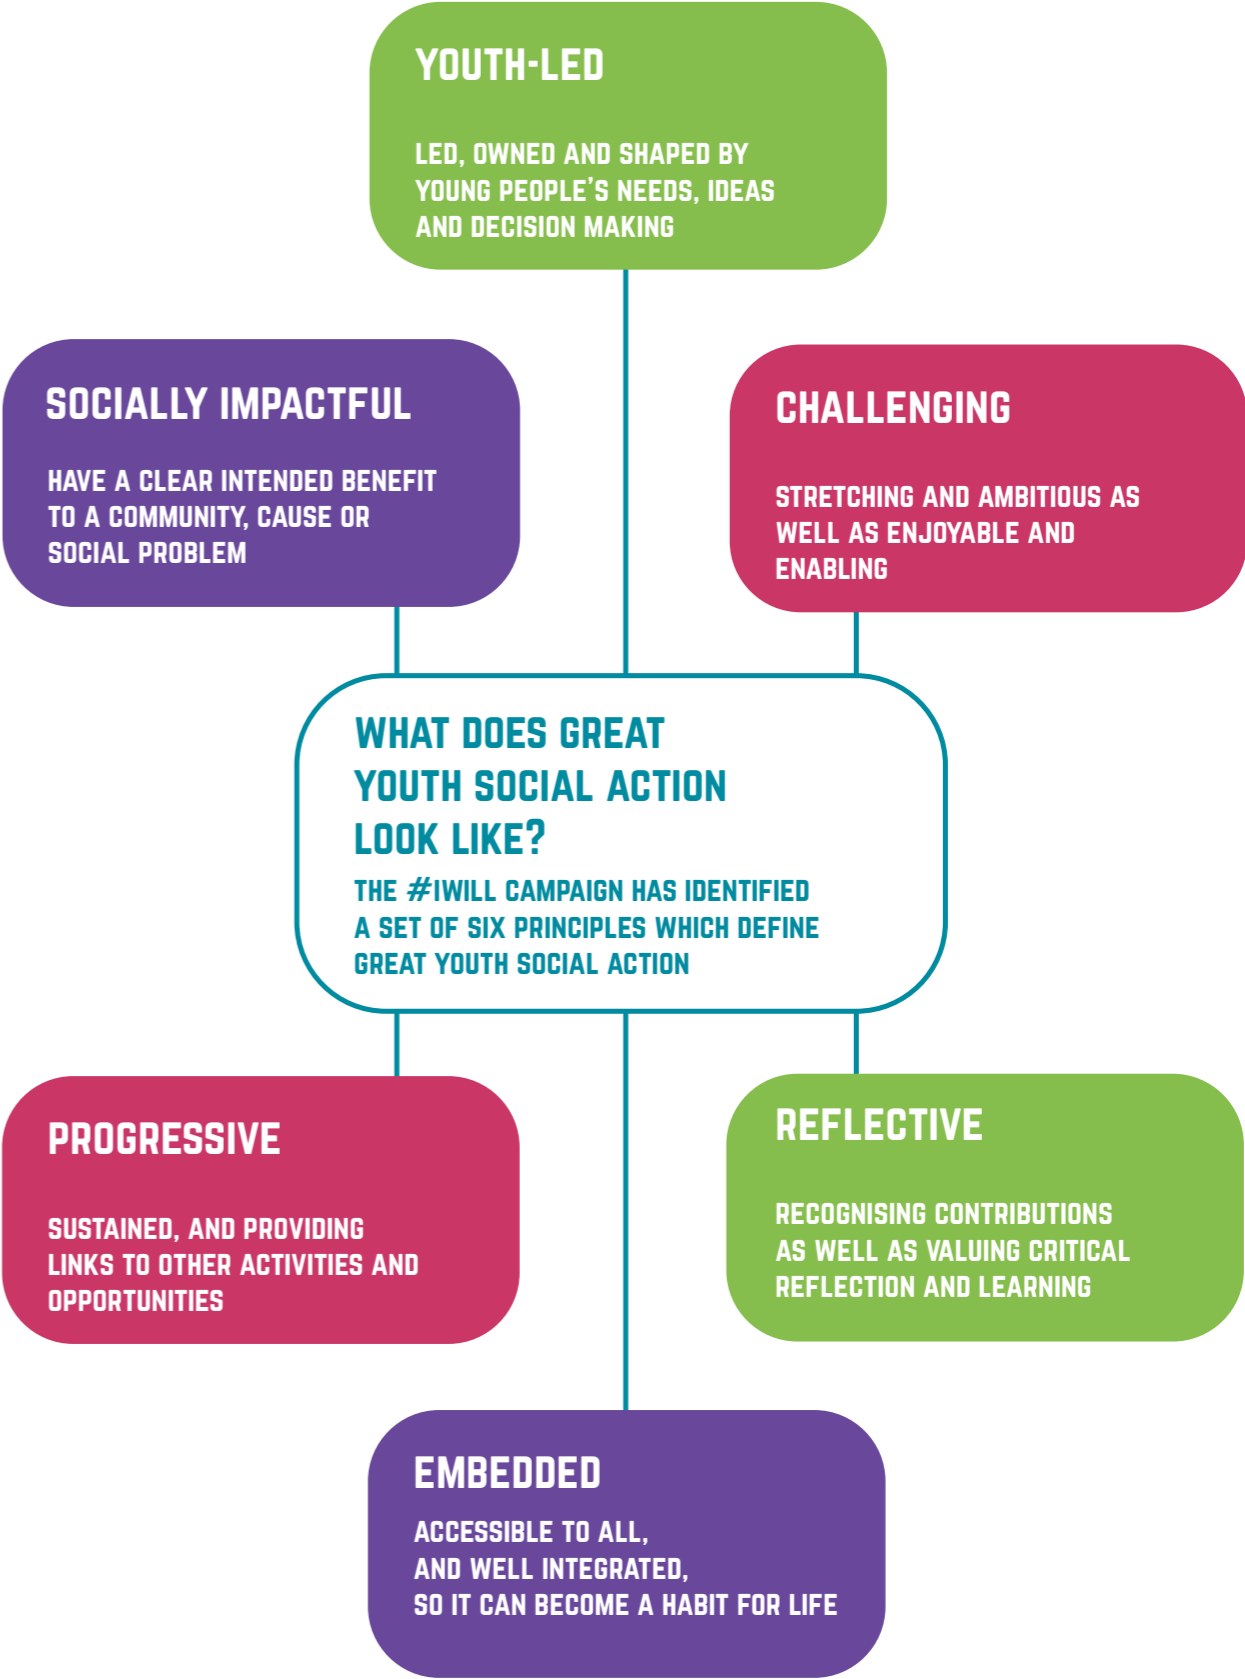 YOUTH-LED
LED, OWNED AND SHAPED BY
YOUNG PEOPLE'S NEEDS, IDEAS
AND DECISION MAKING
SOCIALLY IMPACTFUL
HAVE A CLEAR INTENDED BENEFIT
TO A COMMUNITY, CAUSE OR
SOCIAL PROBLEM
CHALLENGING
STRETCHING AND AMBITIOUS AS
WELL AS ENJOYABLE AND
ENABLING
WHAT DOES GREAT
YOUTH SOCIAL ACTION
LOOK LIKE?
THE #IWILL CAMPAIGN HAS IDENTIFIED
A SET OF SIX PRINCIPLES WHICH DEFINE
GREAT YOUTH SOCIAL ACTION
PROGRESSIVE
SUSTAINED, AND PROVIDING
LINKS TO OTHER ACTIVITIES AND
OPPORTUNITIES
REFLECTIVE
RECOGNISING CONTRIBUTIONS
AS WELL AS VALUING CRITICAL
REFLECTION AND LEARNING
EMBEDDED
ACCESSIBLE TO ALL,
AND WELL INTEGRATED,
SO IT CAN BECOME A HABIT FOR LIFE